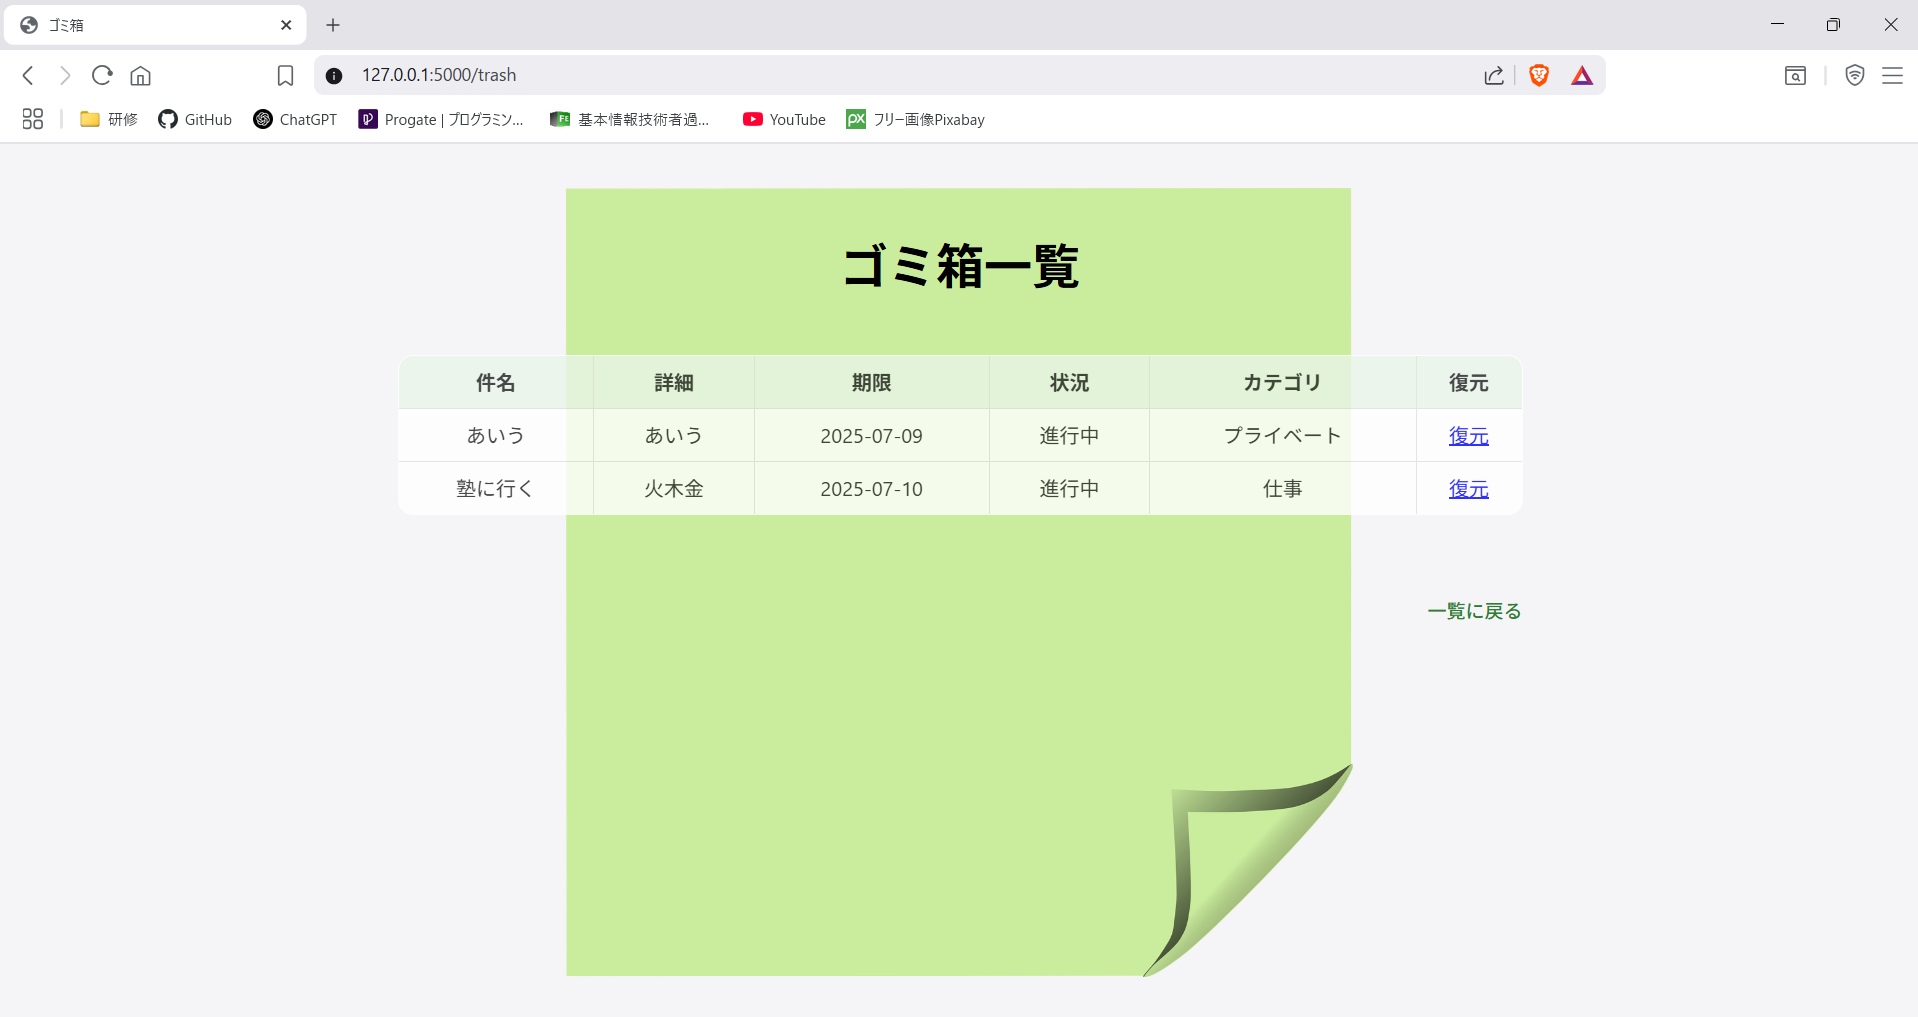 ゴミ箱
127.0.0.1:5000/trash
研修 GitHub ChatGPT Progate | プログラミン... 基本情報技術者過... YouTube フリー画像Pixabay
ゴミ箱一覧
件名 詳細 期限 状況 カテゴリ 復元
あいう あいう 2025-07-09 進行中 プライベート 復元
塾に行く 火木金 2025-07-10 進行中 仕事 復元
一覧に戻る